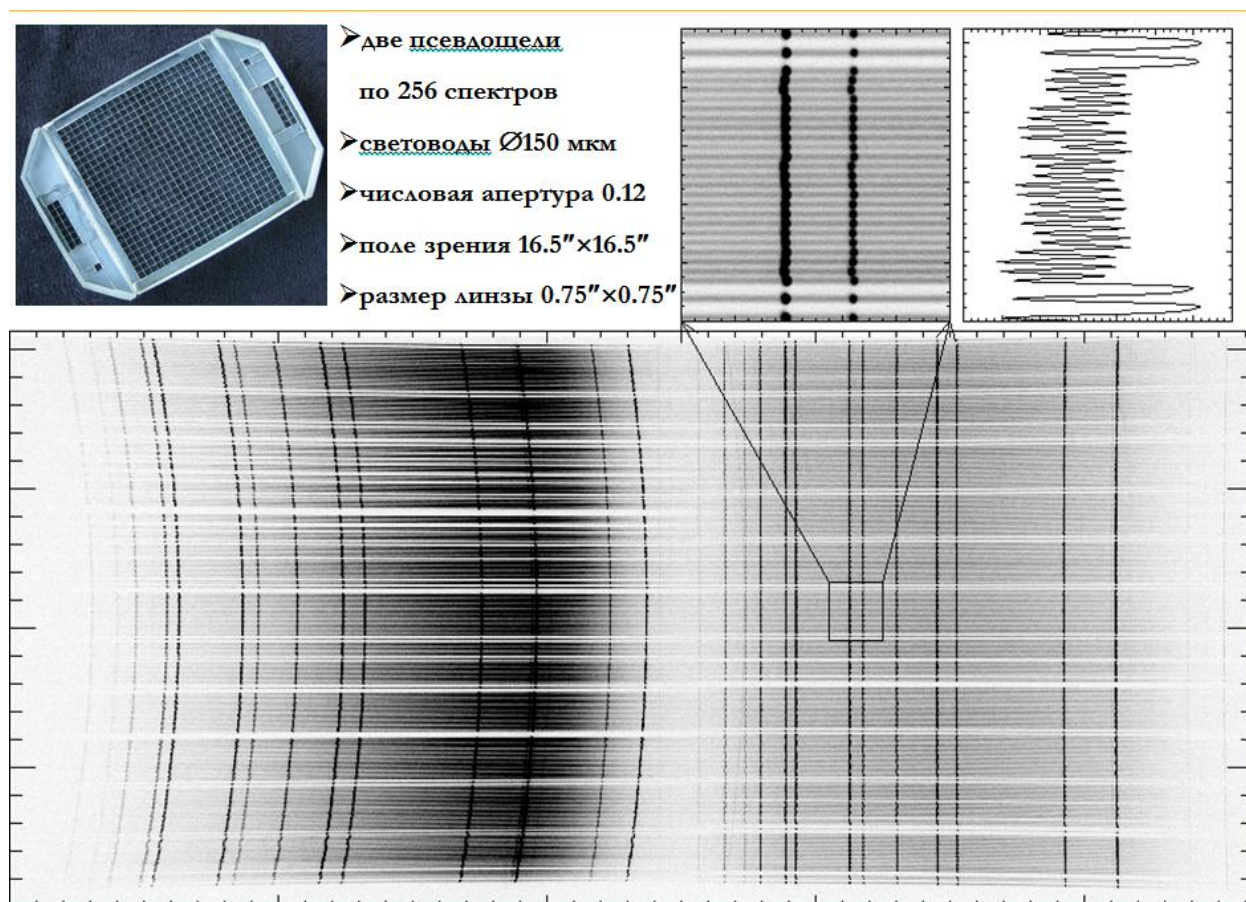 ➢две псевдощели
по 256 спектров
➢световоды Ø150 мкм
➢числовая апертура 0.12
➢поле зрения 16.5″×16.5″
➢размер линзы 0.75″×0.75″